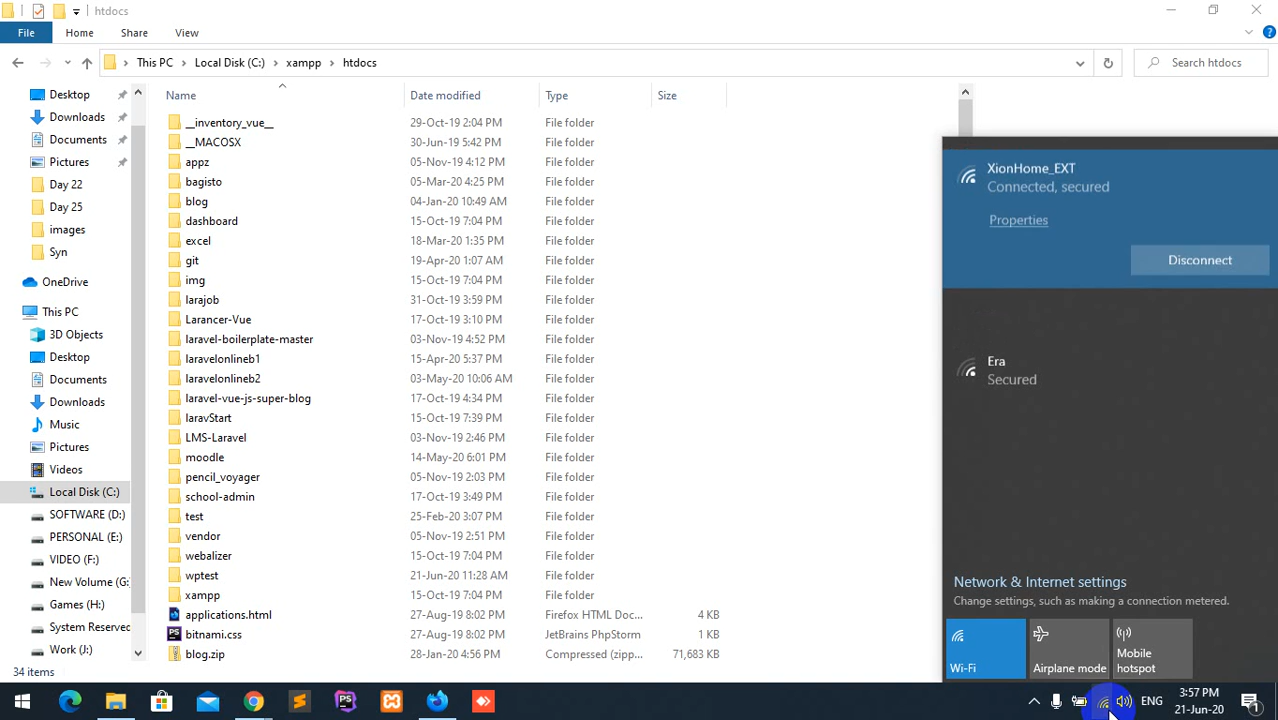 htdocs
File Home Share View
This PC Local Disk (C:) xampp htdocs Search htdocs
Desktop
Downloads
Documents
Pictures
Day 22
Day 25
images
Syn
OneDrive
This PC
3D Objects
Desktop
Documents
Downloads
Music
Pictures
Videos
Local Disk (C:)
SOFTWARE (D:)
PERSONAL (E:)
VIDEO (F:)
New Volume (G:
Games (H:)
System Reserved
Work (J:)
Name Date modified Type Size
__inventory_vue__ 29-Oct-19 2:04 PM File folder
__MACOSX 30-Jun-19 5:42 PM File folder
appz 05-Nov-19 4:12 PM File folder
bagisto 05-Mar-20 4:25 PM File folder
blog 04-Jan-20 10:49 AM File folder
dashboard 15-Oct-19 7:04 PM File folder
excel 18-Mar-20 1:35 PM File folder
git 19-Apr-20 1:07 AM File folder
img 15-Oct-19 7:04 PM File folder
larajob 31-Oct-19 3:59 PM File folder
Larancer-Vue 17-Oct-19 3:10 PM File folder
laravel-boilerplate-master 03-Nov-19 4:52 PM File folder
laravelonlineb1 15-Apr-20 5:37 PM File folder
laravelonlineb2 03-May-20 10:06 AM File folder
laravel-vue-js-super-blog 17-Oct-19 4:34 PM File folder
laravStart 15-Oct-19 7:39 PM File folder
LMS-Laravel 03-Nov-19 2:46 PM File folder
moodle 14-May-19 6:01 PM File folder
pencil_voyager 05-Nov-19 2:03 PM File folder
school-admin 17-Oct-19 3:49 PM File folder
test 25-Feb-20 3:07 PM File folder
vendor 05-Nov-19 2:51 PM File folder
webalizer 15-Oct-19 7:04 PM File folder
wptest 21-Jun-20 11:28 AM File folder
xampp 15-Oct-19 7:04 PM File folder
applications.html 27-Aug-19 8:02 PM Firefox HTML Doc... 4 KB
bitnami.css 27-Aug-19 8:02 PM JetBrains PhpStorm 1 KB
blog.zip 28-Jan-20 4:56 PM Compressed (zipp... 71,683 KB
34 items
XionHome_EXT
Connected, secured
Properties
Disconnect
Era
Secured
Network & Internet settings
Change settings, such as making a connection metered.
Wi-Fi
Airplane mode
Mobile
hotspot
ENG
3:57 PM
21-Jun-20
1